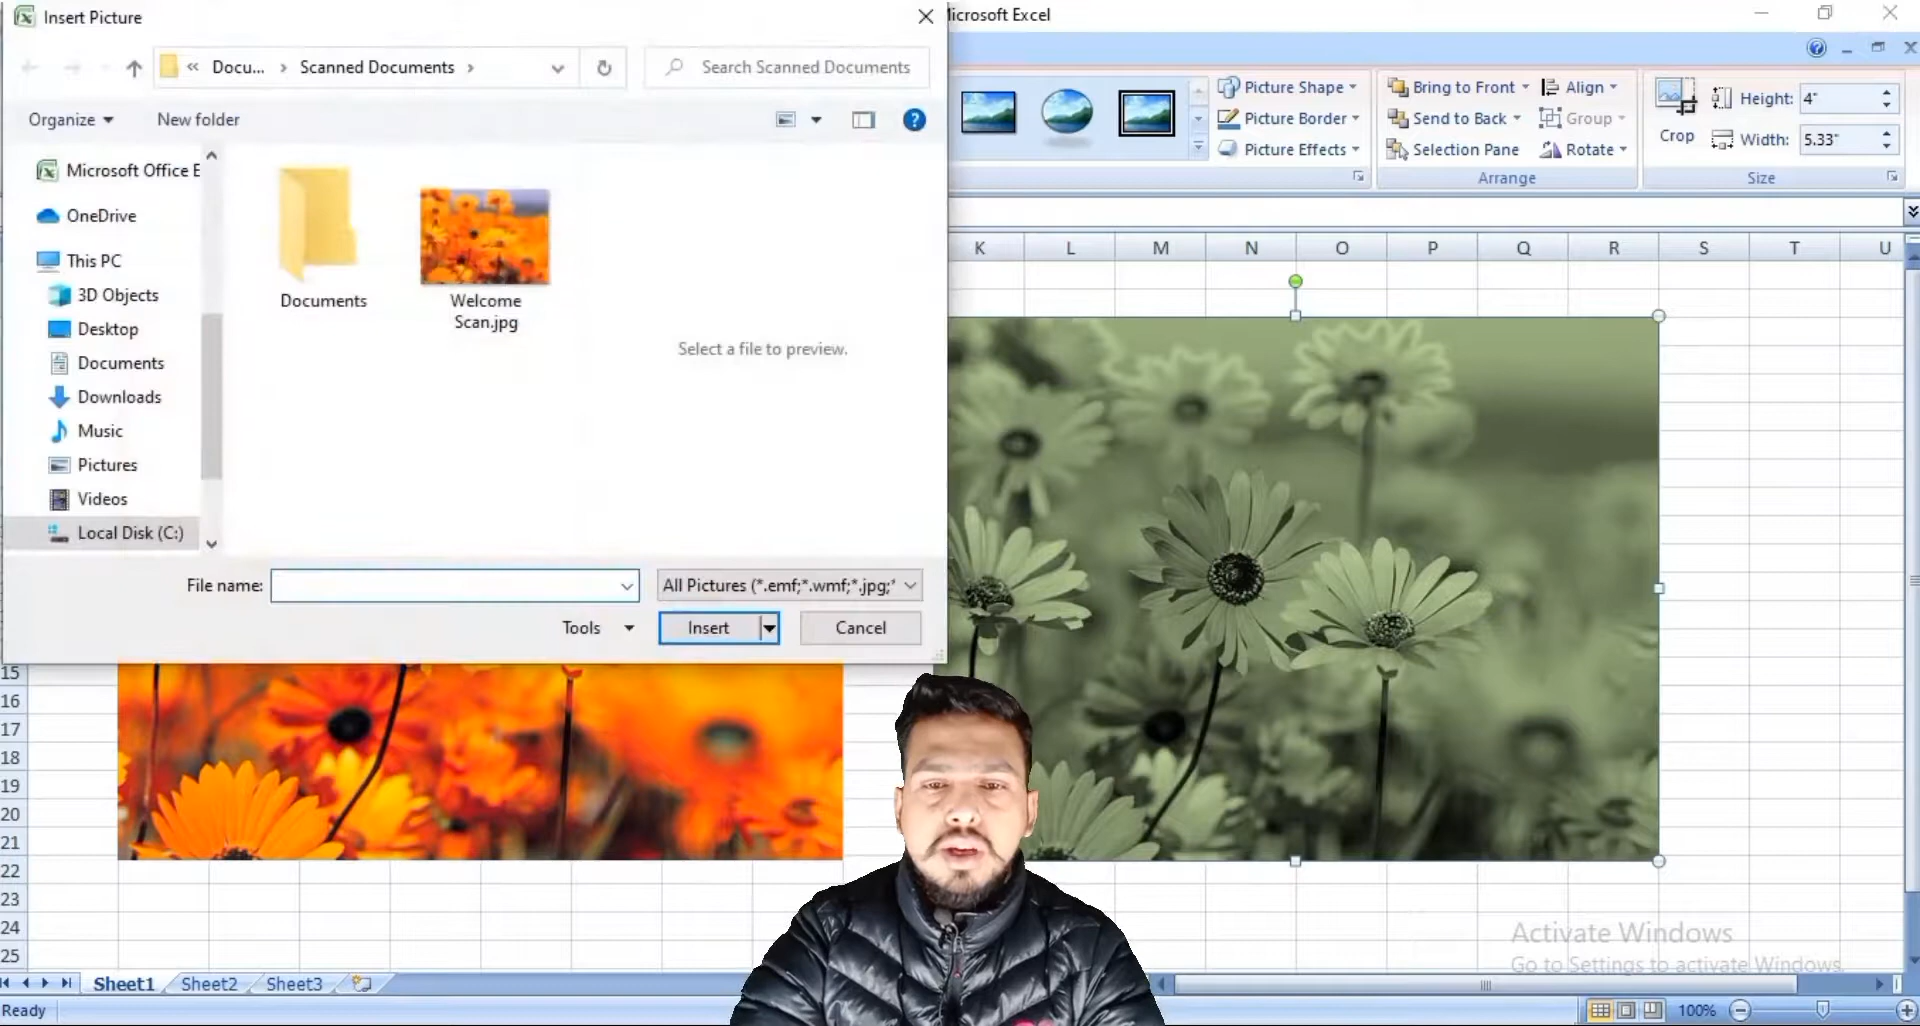 Insert Picture
Microsoft Excel
Docu...
Scanned Documents
Search Scanned Documents
Organize
New folder
Microsoft Office E
OneDrive
This PC
3D Objects
Desktop
Documents
Downloads
Music
Pictures
Videos
Local Disk (C:)
Documents
Welcome
Scan.jpg
Select a file to preview.
File name:
All Pictures (*.emf;*.wmf;*.jpg;*
Tools
Insert
Cancel
Picture Shape
Picture Border
Picture Effects
Bring to Front
Send to Back
Selection Pane
Align
Group
Rotate
Arrange
Crop
Height: 4"
Width: 5.33"
Size
K L M N O P Q R S T U
15
16
17
18
19
20
21
22
23
24
25
Activate Windows
Go to Settings to activate Windows.
Sheet1 Sheet2 Sheet3
Ready
100%